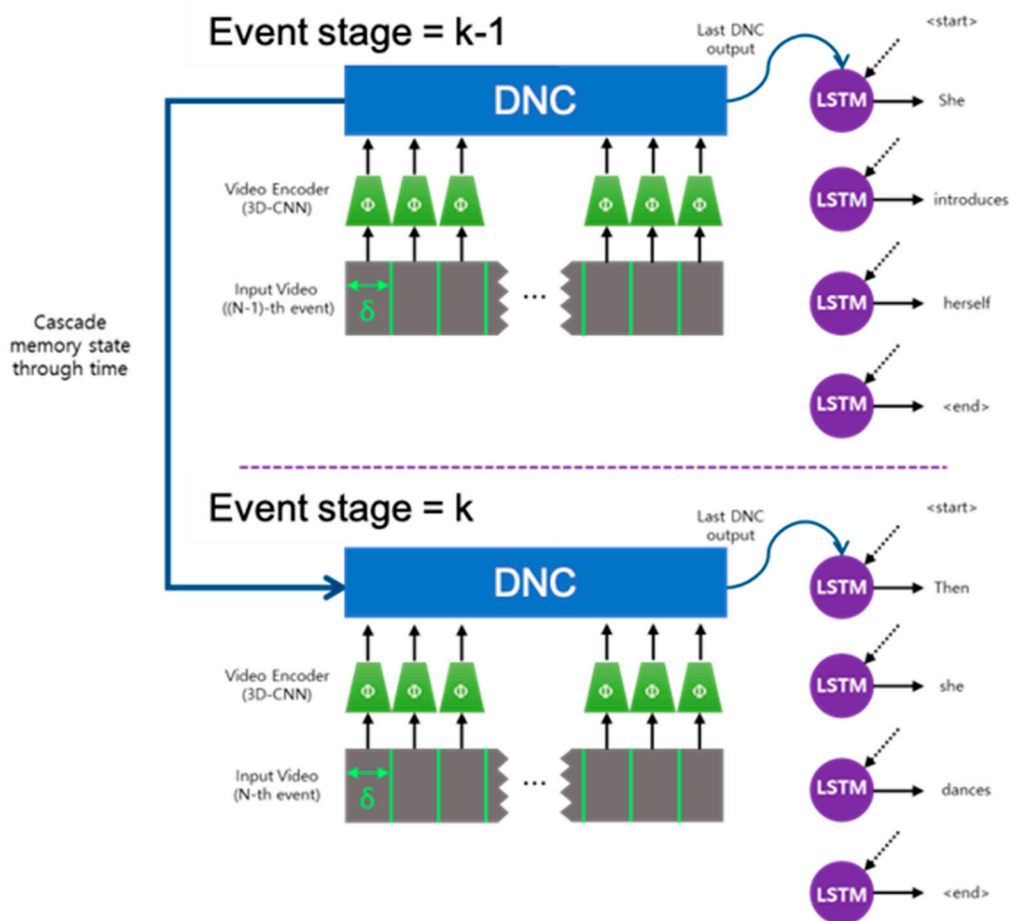 Event stage = k-1
Last DNC
output
<start>
DNC
LSTM
She
Video Encoder
(3D-CNN)
Φ
Φ
Φ
Φ
Φ
Φ
LSTM
introduces
Input Video
((N-1)-th event)
δ
...
LSTM
herself
Cascade
memory state
through time
LSTM
<end>
Event stage = k
Last DNC
output
<start>
DNC
LSTM
Then
Video Encoder
(3D-CNN)
Φ
Φ
Φ
Φ
Φ
Φ
LSTM
she
Input Video
(N-th event)
δ
...
LSTM
dances
LSTM
<end>